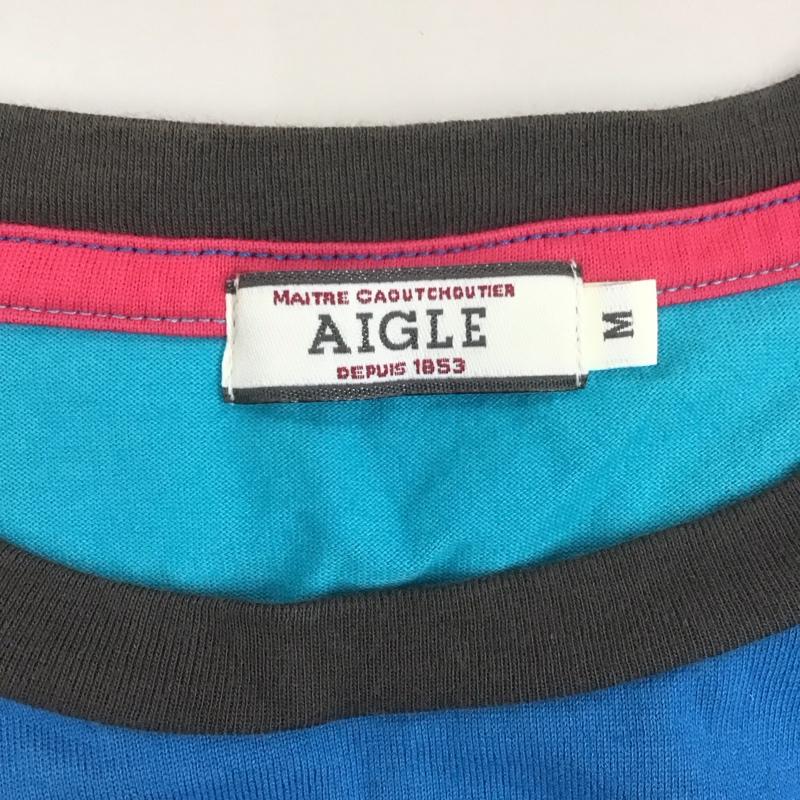 MAITRE CAOUTCHOUTIER
AIGLE
DEPUIS 1853
M